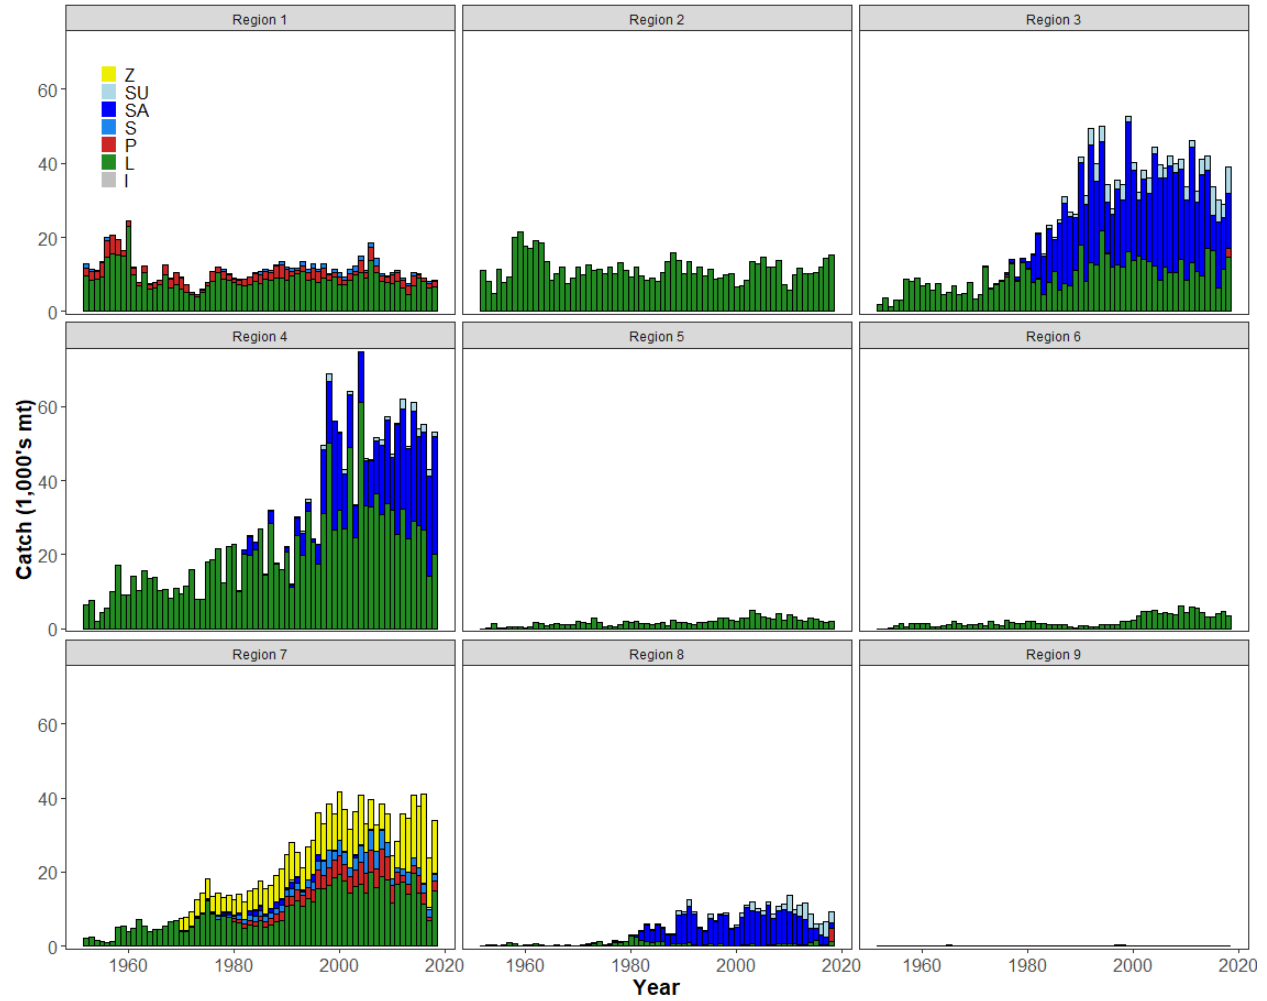 Region 1 Region 2 Region 3
Z
SU
SA
S
P
L
I
60
40
20
0
Region 4 Region 5 Region 6
60
40
20
0
Region 7 Region 8 Region 9
60
40
20
0
1960 1980 2000 2020 1960 1980 2000 2020 1960 1980 2000 2020
Catch (1,000's mt)
Year